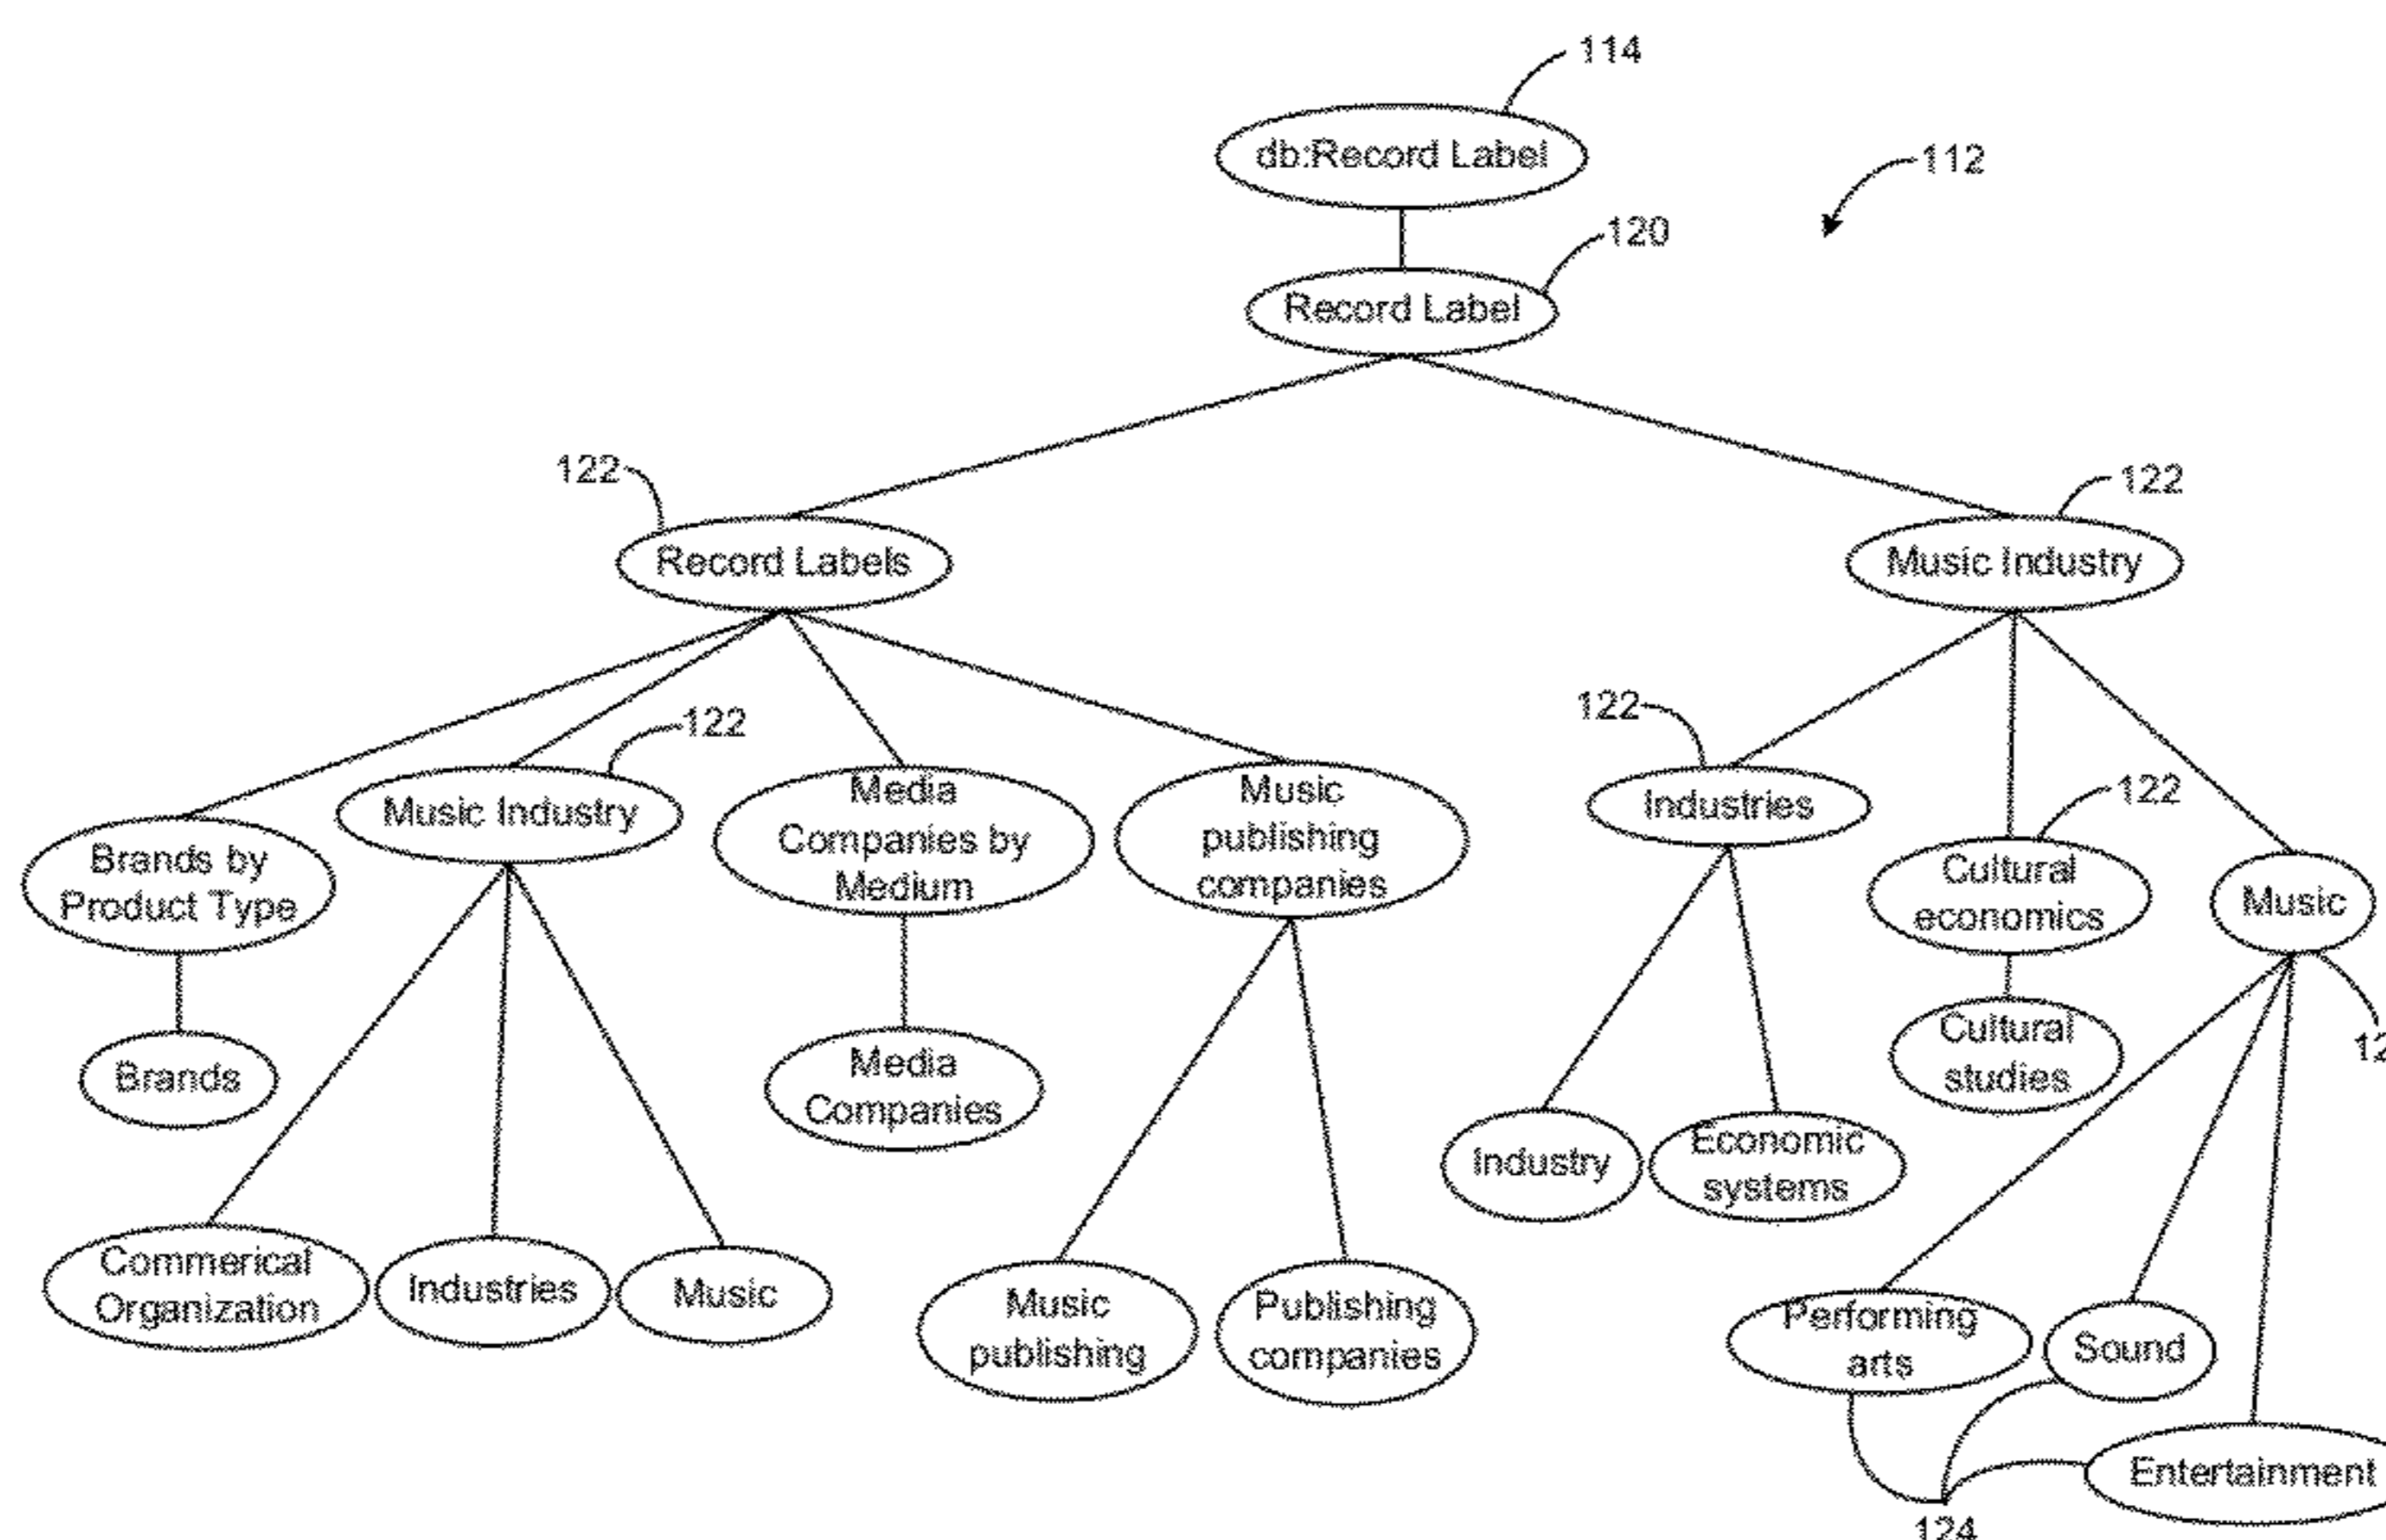 114
db:Record Label
112
120
Record Label
122
122
Record Labels
Music Industry
122
122
122
Brands by
Product Type
Music Industry
Media
Companies by
Medium
Music
publishing
companies
Industries
Cultural
economics
Music
Brands
Media
Companies
Cultural
studies
Industry
Economic
systems
Commerical
Organization
Industries
Music
Music
publishing
Publishing
companies
Performing
arts
Sound
Entertainment
124